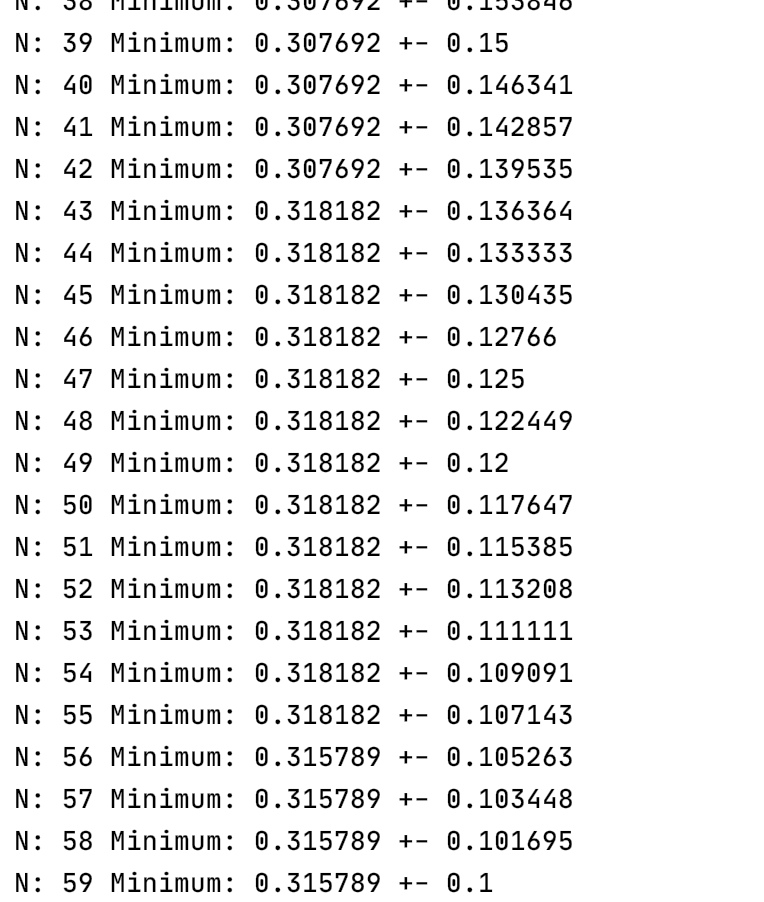 N: 38 Minimum: 0.307692 +- 0.153846
N: 39 Minimum: 0.307692 +- 0.15
N: 40 Minimum: 0.307692 +- 0.146341
N: 41 Minimum: 0.307692 +- 0.142857
N: 42 Minimum: 0.307692 +- 0.139535
N: 43 Minimum: 0.318182 +- 0.136364
N: 44 Minimum: 0.318182 +- 0.133333
N: 45 Minimum: 0.318182 +- 0.130435
N: 46 Minimum: 0.318182 +- 0.12766
N: 47 Minimum: 0.318182 +- 0.125
N: 48 Minimum: 0.318182 +- 0.122449
N: 49 Minimum: 0.318182 +- 0.12
N: 50 Minimum: 0.318182 +- 0.117647
N: 51 Minimum: 0.318182 +- 0.115385
N: 52 Minimum: 0.318182 +- 0.113208
N: 53 Minimum: 0.318182 +- 0.111111
N: 54 Minimum: 0.318182 +- 0.109091
N: 55 Minimum: 0.318182 +- 0.107143
N: 56 Minimum: 0.315789 +- 0.105263
N: 57 Minimum: 0.315789 +- 0.103448
N: 58 Minimum: 0.315789 +- 0.101695
N: 59 Minimum: 0.315789 +- 0.1